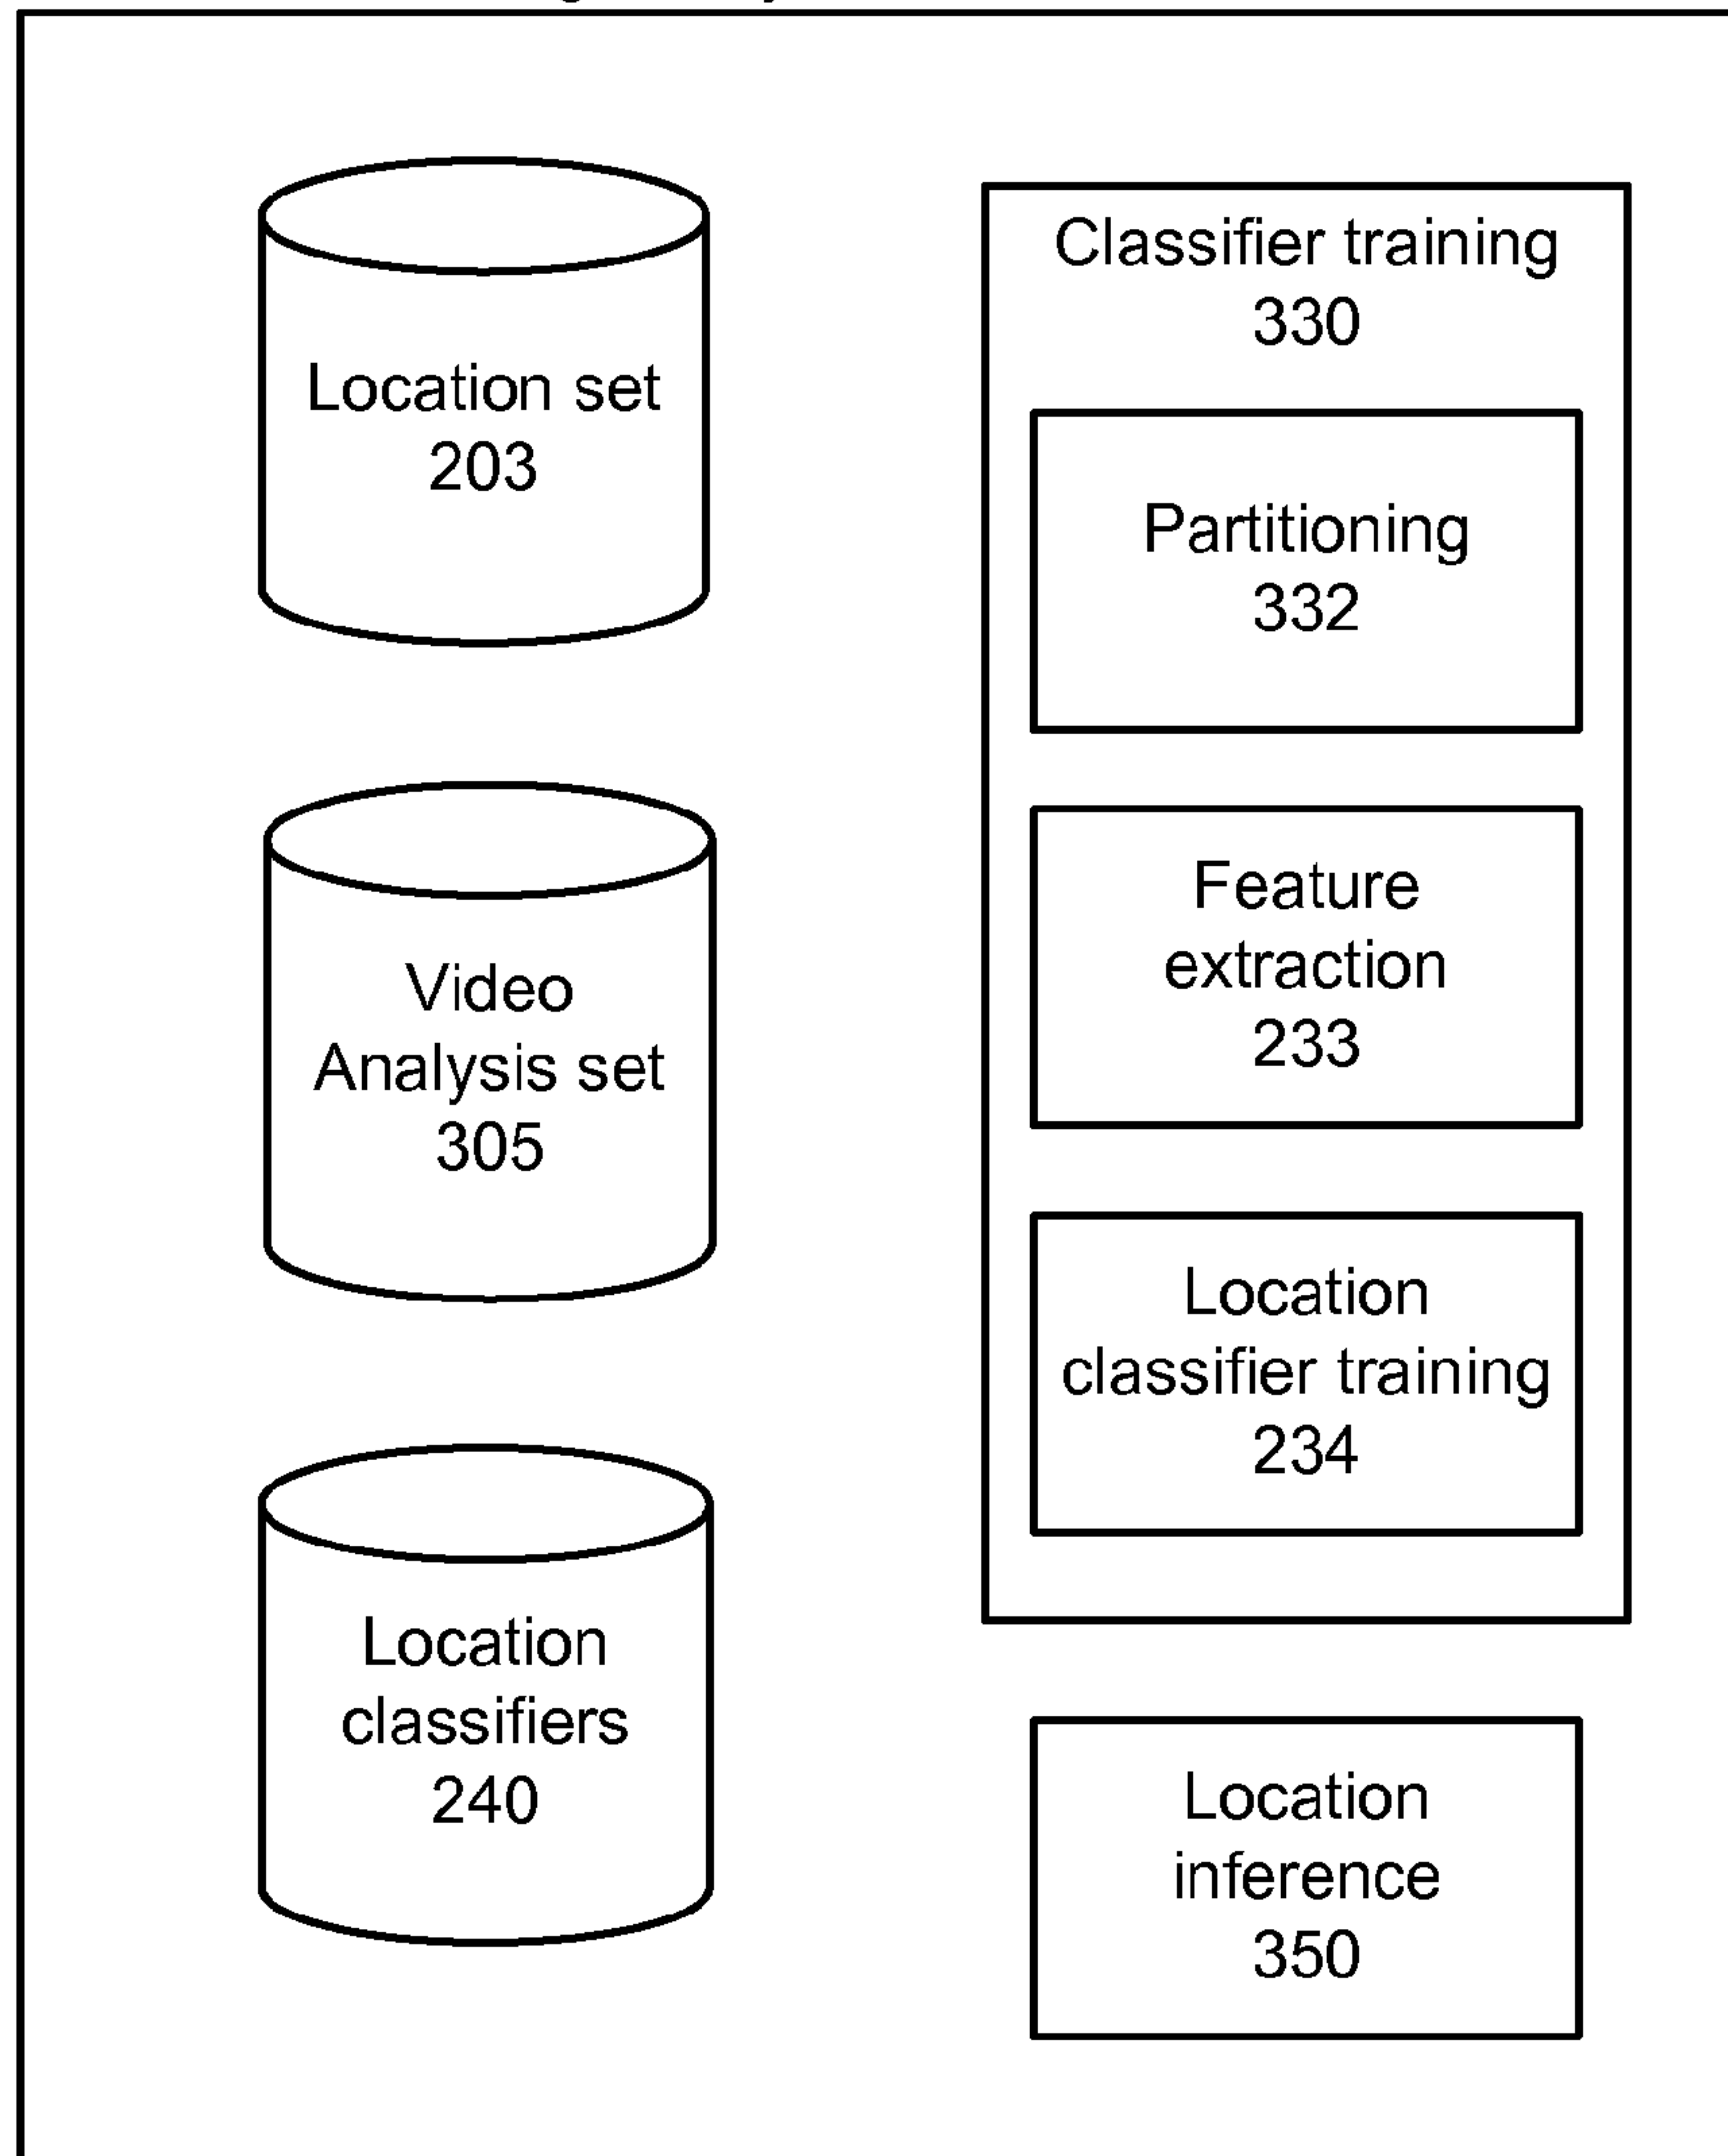 Location set
203
Video
Analysis set
305
Location
classifiers
240
Classifier training
330
Partitioning
332
Feature
extraction
233
Location
classifier training
234
Location
inference
350